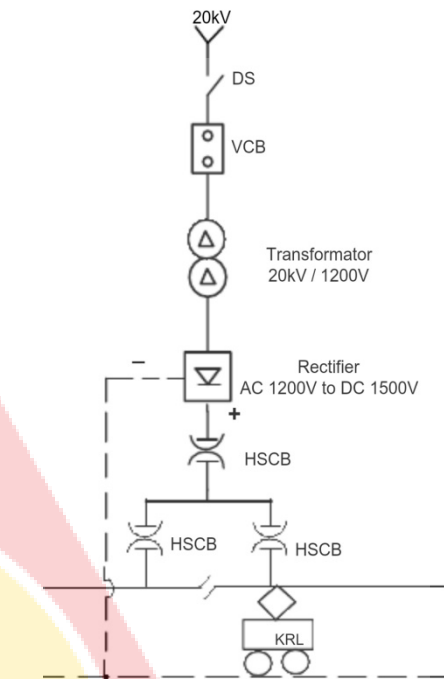 20kV
DS
VCB
Transformator
20kV / 1200V
−
Rectifier
AC 1200V to DC 1500V
+
HSCB
HSCB
HSCB
KRL